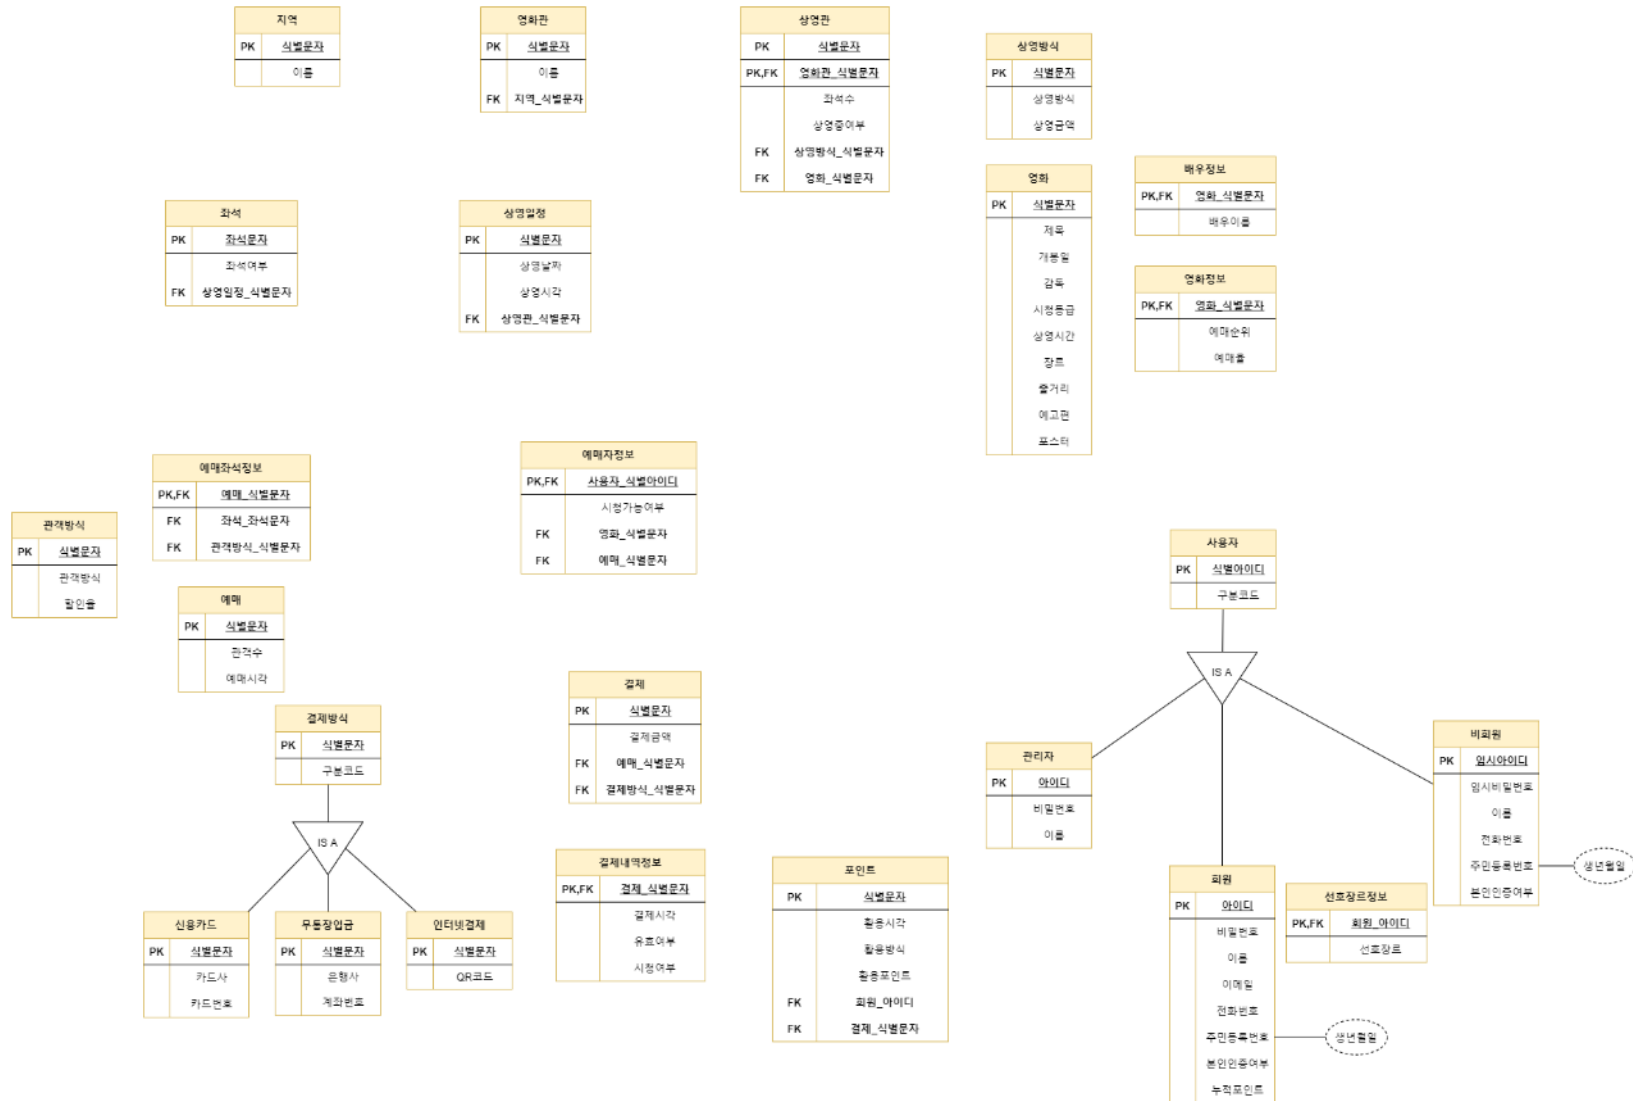 지역
PK 식별문자
이름
영화관
PK 식별문자
이름
FK 지역_식별문자
상영관
PK 식별문자
PK,FK 영화관_식별문자
좌석수
상영중여부
FK 상영방식_식별문자
FK 영화_식별문자
상영방식
PK 식별문자
상영방식
상영금액
좌석
PK 좌석문자
좌석여부
FK 상영일정_식별문자
상영일정
PK 식별문자
상영날짜
상영시각
FK 상영관_식별문자
영화
PK 식별문자
제목
개봉일
감독
시청등급
상영시간
장르
줄거리
예고편
포스터
배우정보
PK,FK 영화_식별문자
배우이름
영화정보
PK,FK 영화_식별문자
예매순위
예매율
관객방식
PK 식별문자
관객방식
할인율
예매좌석정보
PK,FK 예매_식별문자
FK 좌석_좌석문자
FK 관객방식_식별문자
예매자정보
PK,FK 사용자_식별아이디
시청가능여부
FK 영화_식별문자
FK 예매_식별문자
예매
PK 식별문자
관객수
예매시각
사용자
PK 식별아이디
구분코드
IS A
결제방식
PK 식별문자
구분코드
IS A
신용카드
PK 식별문자
카드사
카드번호
무통장입금
PK 식별문자
은행사
계좌번호
인터넷결제
PK 식별문자
QR코드
결제
PK 식별문자
결제금액
FK 예매_식별문자
FK 결제방식_식별문자
결제내역정보
PK,FK 결제_식별문자
결제시각
유효여부
시청여부
포인트
PK 식별문자
활용시각
활용방식
활용포인트
FK 회원_아이디
FK 결제_식별문자
관리자
PK 아이디
비밀번호
이름
회원
PK 아이디
비밀번호
이름
이메일
전화번호
주민등록번호
본인인증여부
누적포인트
생년월일
선호장르정보
PK,FK 회원_아이디
선호장르
비회원
PK 임시아이디
임시비밀번호
이름
전화번호
주민등록번호
본인인증여부
생년월일